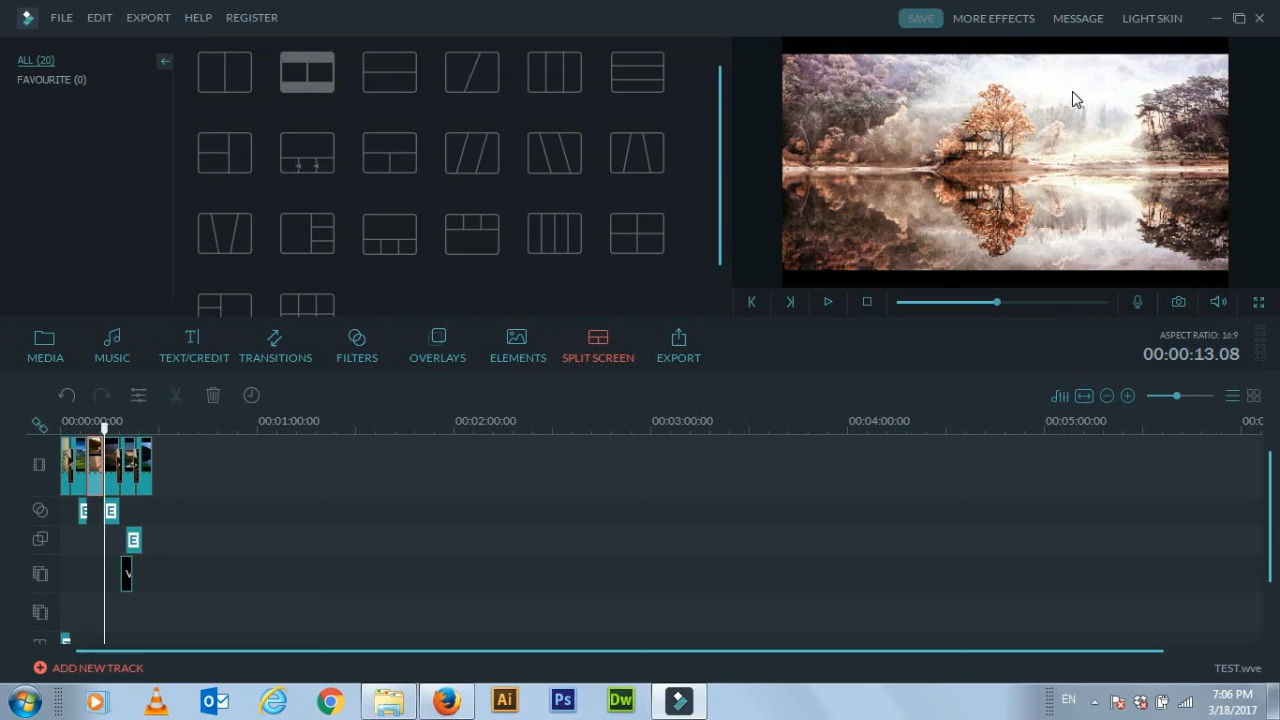 FILE EDIT EXPORT HELP REGISTER SAVE MORE EFFECTS MESSAGE LIGHT SKIN
ALL (20)
FAVOURITE (0)
ASPECT RATIO: 16:9
00:00:13.08
MEDIA MUSIC TEXT/CREDIT TRANSITIONS FILTERS OVERLAYS ELEMENTS SPLIT SCREEN EXPORT
00:00:00:00 00:01:00:00 00:02:00:00 00:03:00:00 00:04:00:00 00:05:00:00
E E
E
V
ADD NEW TRACK
TEST.wve
Ai Ps Dw EN 7:06 PM
3/18/2017